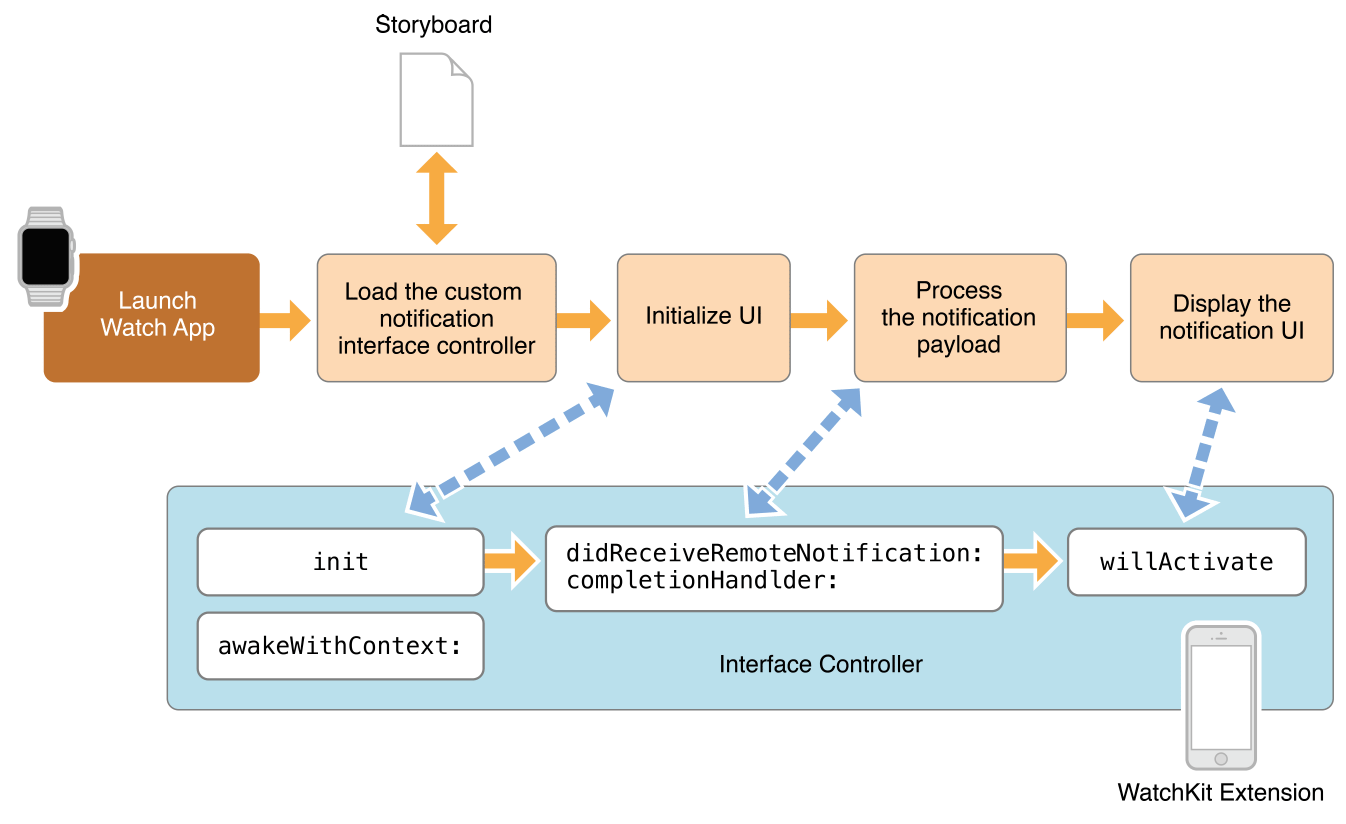 Storyboard
Launch
Watch App
Load the custom
notification
interface controller
Initialize UI
Process
the notification
payload
Display the
notification UI
init
didReceiveRemoteNotification:
completionHandlder:
willActivate
awakeWithContext:
Interface Controller
WatchKit Extension